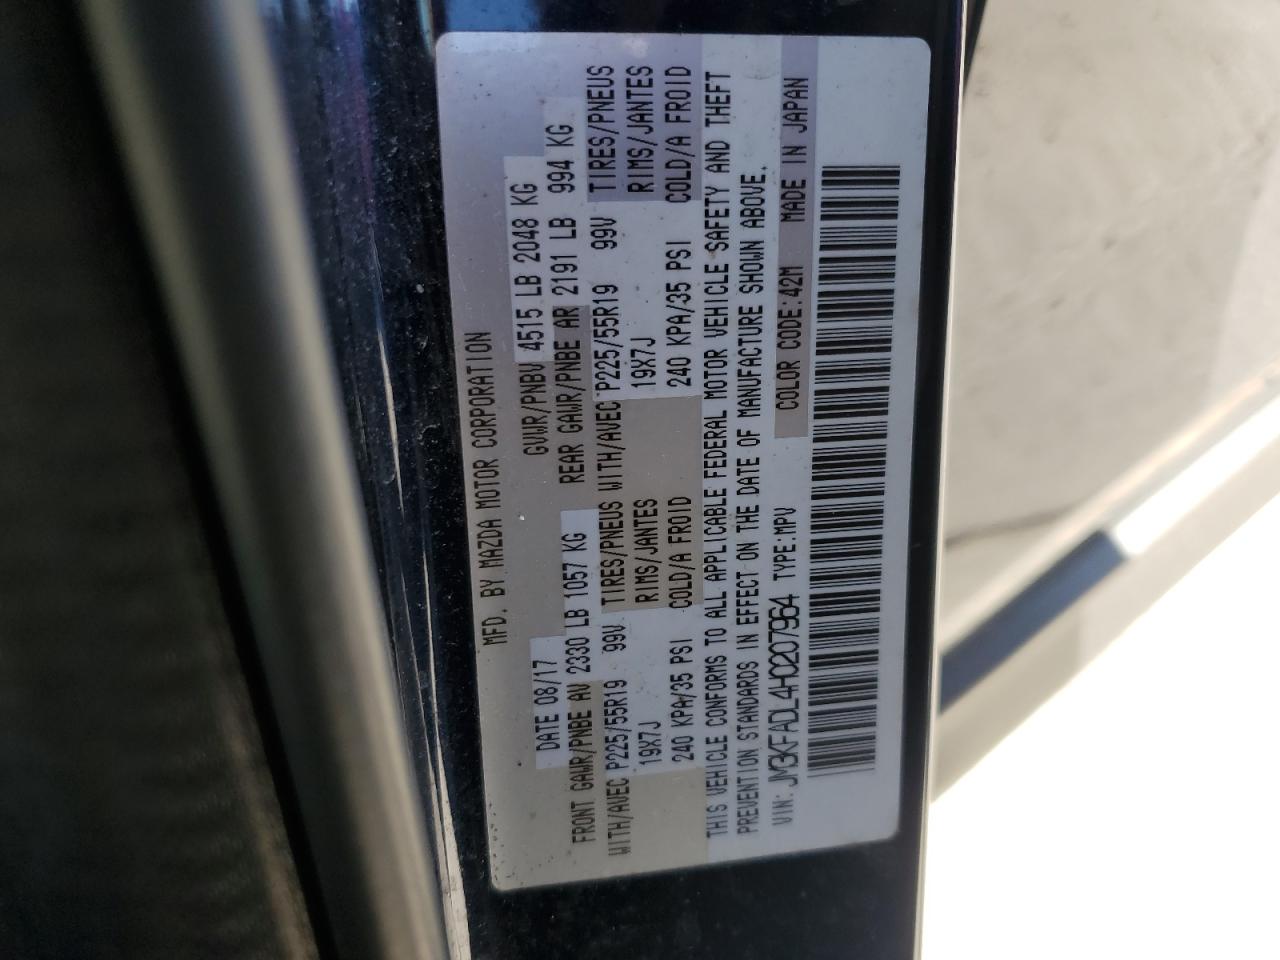 MFD. BY MAZDA MOTOR CORPORATION
DATE 08/17 GVWR/PNBV 4515 LB 2048 KG
FRONT GAWR/PNBE AV 2330 LB 1057 KG REAR GAWR/PNBE AR 2191 LB 994 KG
WITH/AVEC P225/55R19 99V TIRES/PNEUS WITH/AVEC P225/55R19 99V TIRES/PNEUS
19X7J RIMS/JANTES 19X7J RIMS/JANTES
240 KPA/35 PSI COLD/A FROID 240 KPA/35 PSI COLD/A FROID
THIS VEHICLE CONFORMS TO ALL APPLICABLE FEDERAL MOTOR VEHICLE SAFETY AND THEFT
PREVENTION STANDARDS IN EFFECT ON THE DATE OF MANUFACTURE SHOWN ABOVE.
VIN: JM3KFADL4H0207964 TYPE:MPV COLOR CODE:42M MADE IN JAPAN